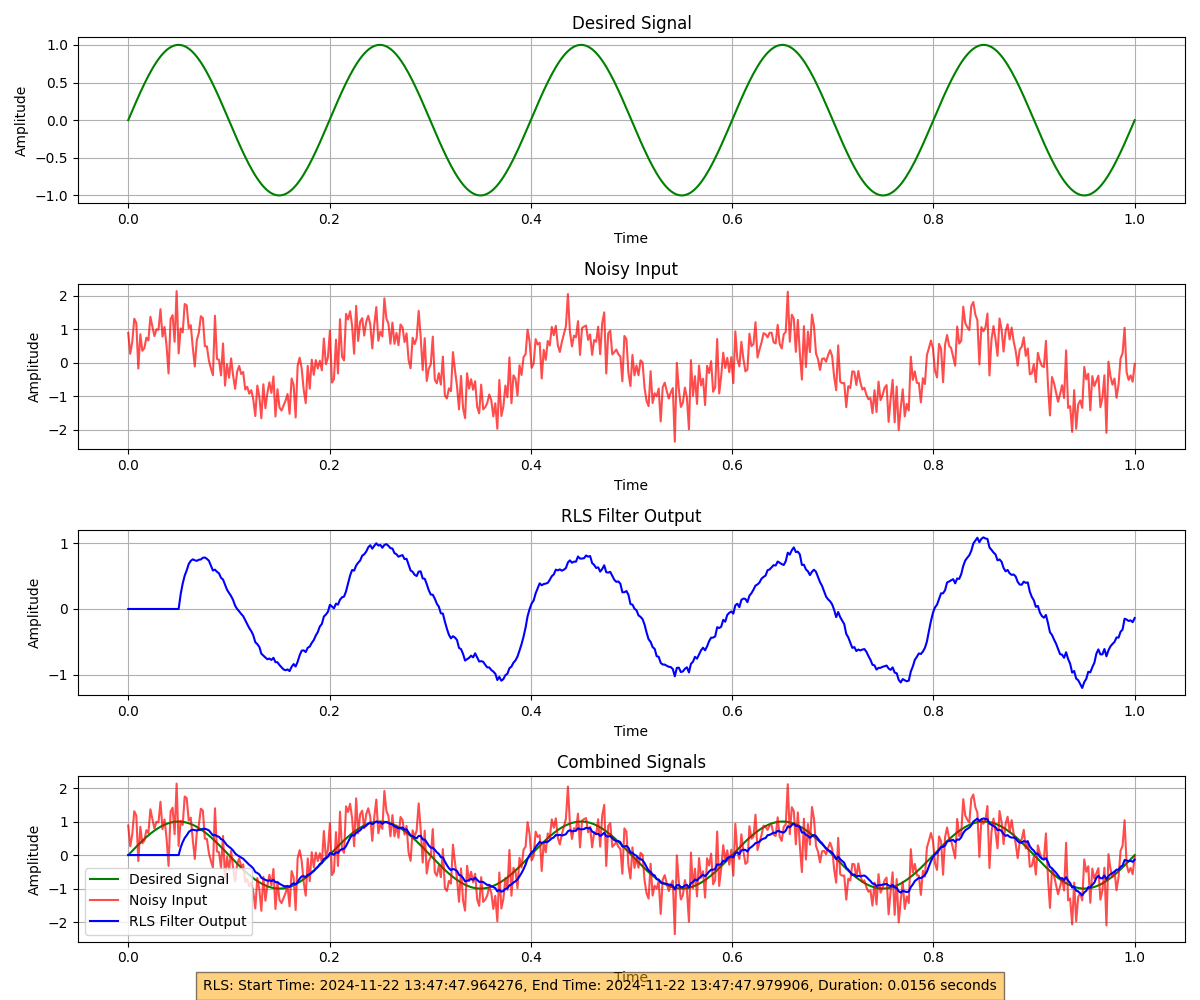 Desired Signal
1.0
0.5
0.0
−0.5
−1.0
Amplitude
0.0 0.2 0.4 0.6 0.8 1.0
Time
Noisy Input
2
1
0
−1
−2
Amplitude
0.0 0.2 0.4 0.6 0.8 1.0
Time
RLS Filter Output
1
0
−1
Amplitude
0.0 0.2 0.4 0.6 0.8 1.0
Time
Combined Signals
2
1
0
−1
−2
Amplitude
Desired Signal
Noisy Input
RLS Filter Output
0.0 0.2 0.4 0.6 0.8 1.0
Time
RLS: Start Time: 2024-11-22 13:47:47.964276, End Time: 2024-11-22 13:47:47.979906, Duration: 0.0156 seconds